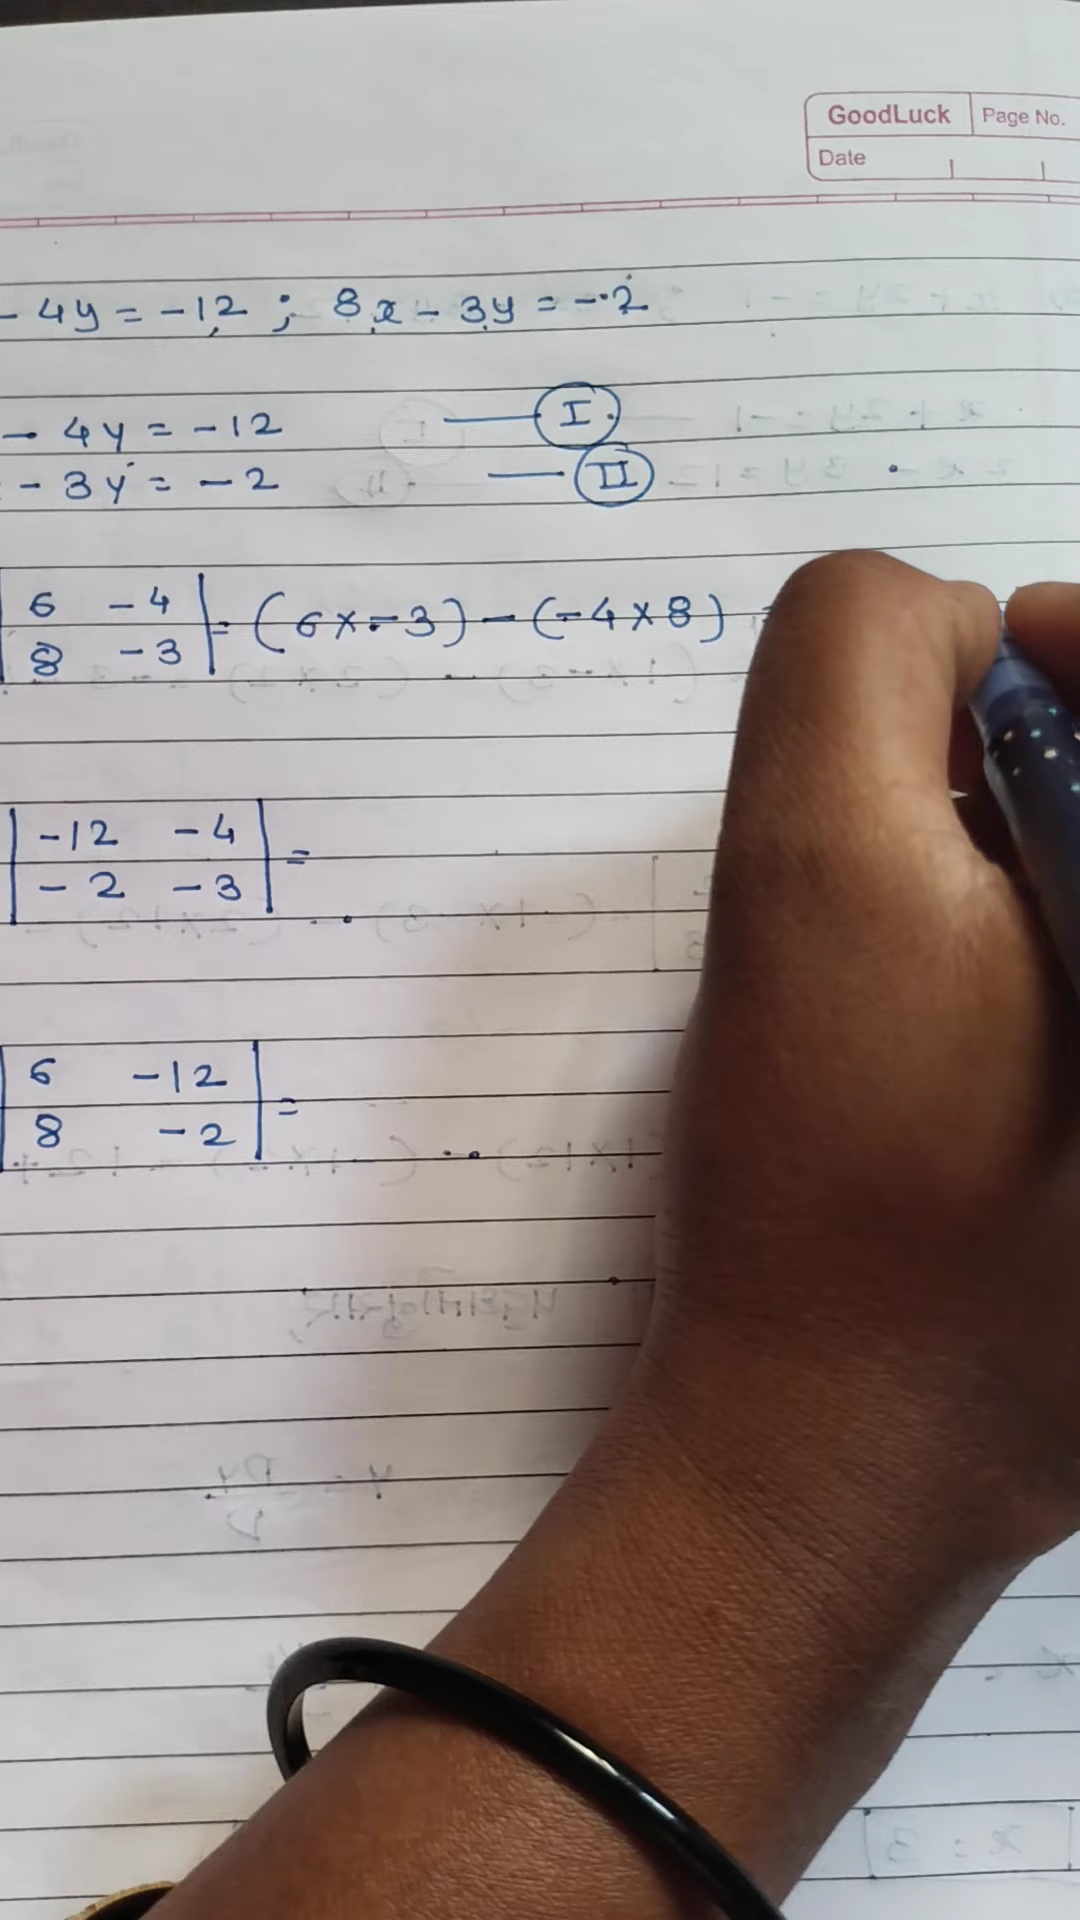 GoodLuck Page No.
Date
- 4y = -12 ; 8x - 3y = -2
- 4y = -12 —— I
- 3y = -2 —— II
| 6 -4 | = (6 x -3) - (-4 x 8) =
| 8 -3 |
| -12 -4 | =
| -2 -3 |
| 6 -12 | =
| 8 -2 |